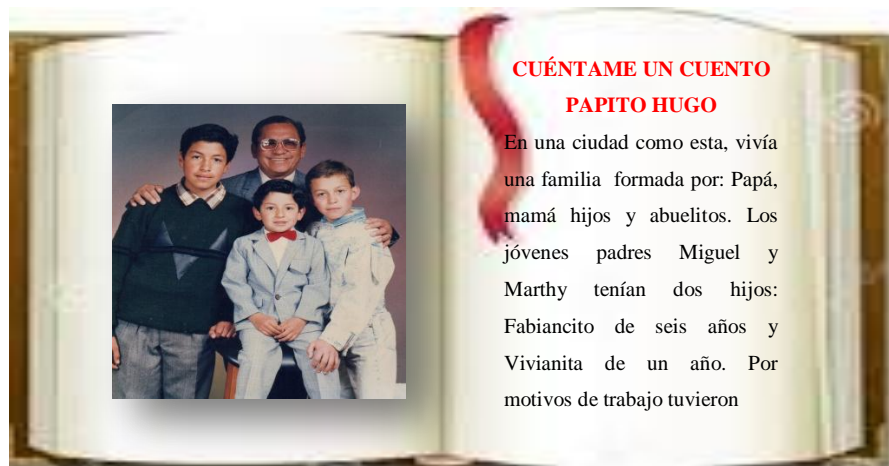 CUÉNTAME UN CUENTO
PAPITO HUGO
En una ciudad como esta, vivía
una familia formada por: Papá,
mamá hijos y abuelitos. Los
jóvenes padres Miguel y
Marthy tenían dos hijos:
Fabiancito de seis años y
Vivianita de un año. Por
motivos de trabajo tuvieron